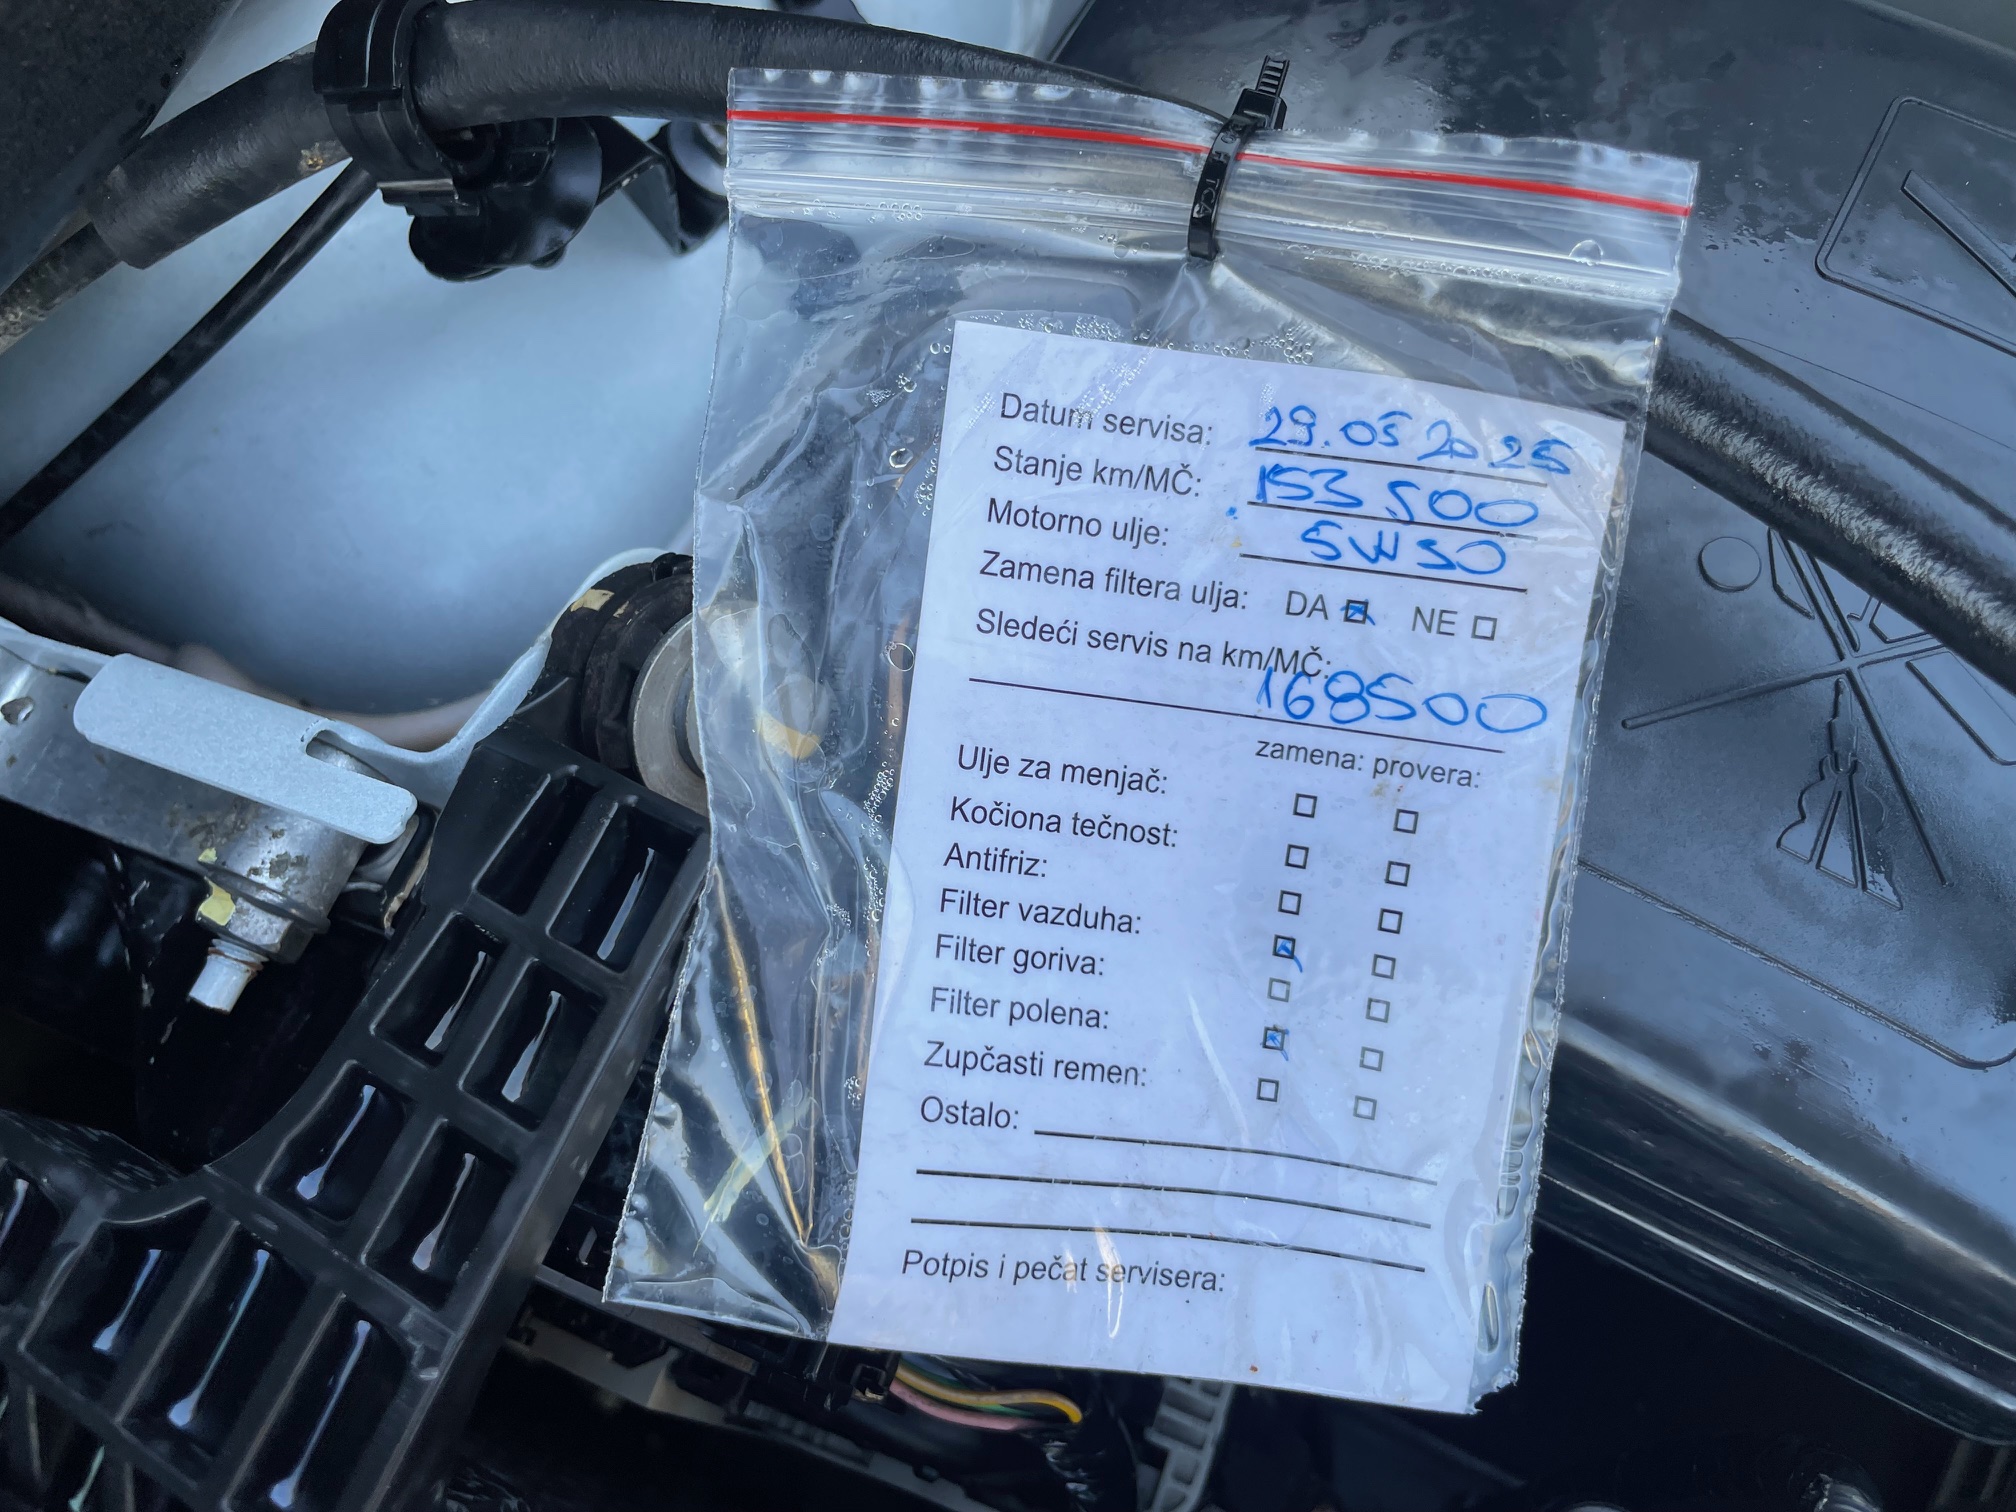 Datum servisa: 29.05 2025
Stanje km/MČ: 153 500
Motorno ulje: 5W30
Zamena filtera ulja: DA ☒ NE ☐
Sledeći servis na km/MČ:
168500
zamena: provera:
Ulje za menjač: ☐ ☐
Kočiona tečnost: ☐ ☐
Antifriz: ☐ ☐
Filter vazduha: ☒ ☐
Filter goriva: ☐ ☐
Filter polena: ☒ ☐
Zupčasti remen: ☐ ☐
Ostalo:
Potpis i pečat servisera: